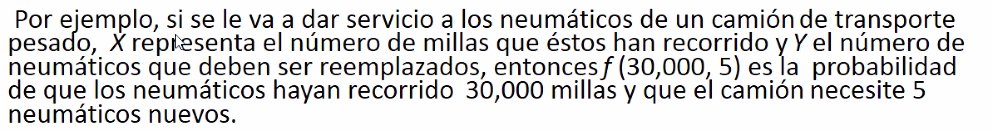 Por ejemplo, si se le va a dar servicio a los neumáticos de un camión de transporte
pesado, X representa el número de millas que éstos han recorrido y Y el número de
neumáticos que deben ser reemplazados, entonces f (30,000, 5) es la probabilidad
de que los neumáticos hayan recorrido 30,000 millas y que el camión necesite 5
neumáticos nuevos.